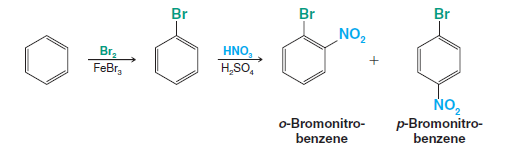 Br
Br
Br
NO₂
Br₂
FeBr₃
HNO₃
H₂SO₄
+
NO₂
o-Bromonitro-
benzene
p-Bromonitro-
benzene